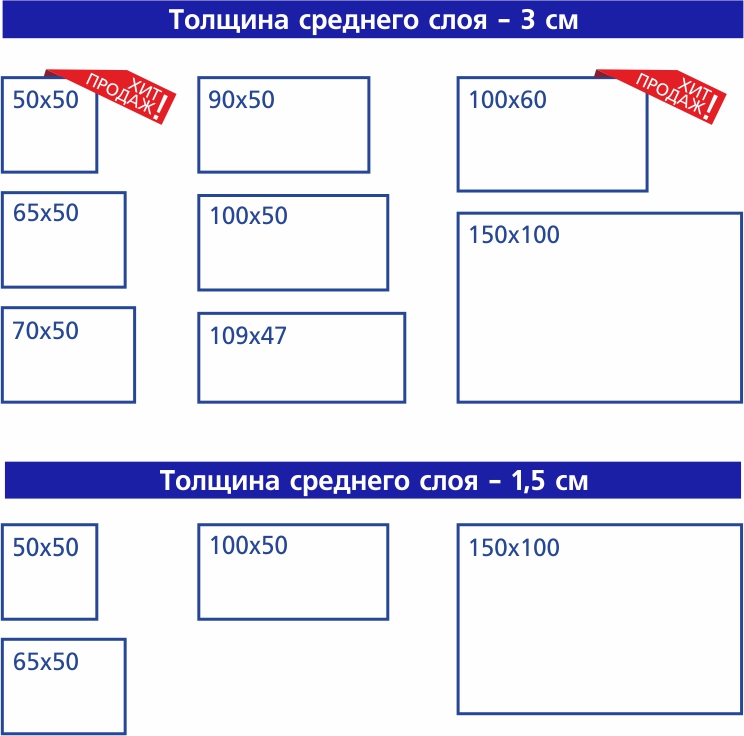 Толщина среднего слоя – 3 см
50x50
ХИТ
ПРОДАЖ!
90x50
100x60
ХИТ
ПРОДАЖ!
65x50
100x50
150x100
70x50
109x47
Толщина среднего слоя – 1,5 см
50x50
100x50
150x100
65x50